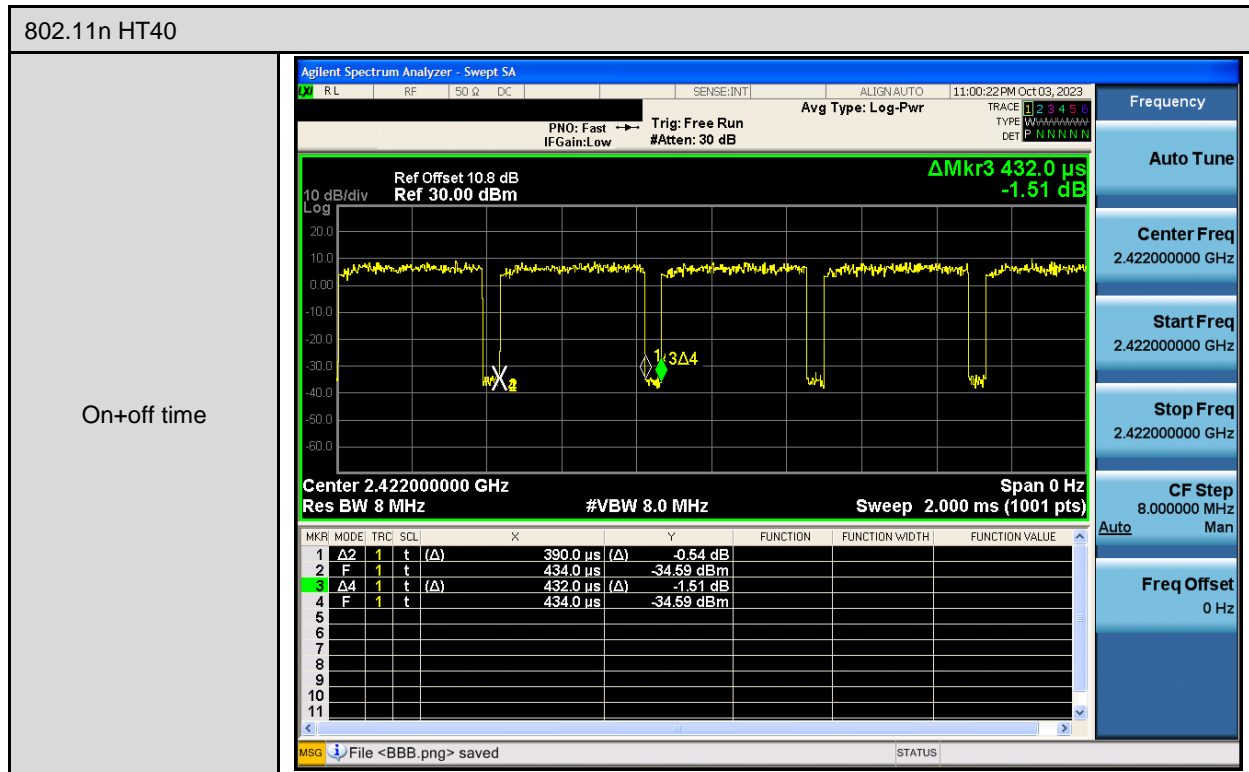 802.11n HT40
On+off time
Agilent Spectrum Analyzer - Swept SA
LXI RL RF 50 Ω DC SENSE:INT ALIGN AUTO 11:00:22 PM Oct 03, 2023
Avg Type: Log-Pwr TRACE 1 2 3 4 5 6
PNO: Fast Trig: Free Run TYPE WWWWWW
IFGain:Low #Atten: 30 dB DET P N N N N N
ΔMkr3 432.0 µs
-1.51 dB
Ref Offset 10.8 dB
10 dB/div Ref 30.00 dBm
Log
20.0
10.0
0.00
-10.0
-20.0
-30.0
-40.0
-50.0
-60.0
3Δ4
Center 2.422000000 GHz Span 0 Hz
Res BW 8 MHz #VBW 8.0 MHz Sweep 2.000 ms (1001 pts)
MKR MODE TRC SCL X Y FUNCTION FUNCTION WIDTH FUNCTION VALUE
1 Δ2 1 t (Δ) 390.0 µs (Δ) -0.54 dB
2 F 1 t 434.0 µs -34.59 dBm
3 Δ4 1 t (Δ) 432.0 µs (Δ) -1.51 dB
4 F 1 t 434.0 µs -34.59 dBm
5
6
7
8
9
10
11
MSG File <BBB.png> saved STATUS
Frequency
Auto Tune
Center Freq
2.422000000 GHz
Start Freq
2.422000000 GHz
Stop Freq
2.422000000 GHz
CF Step
8.000000 MHz
Auto Man
Freq Offset
0 Hz